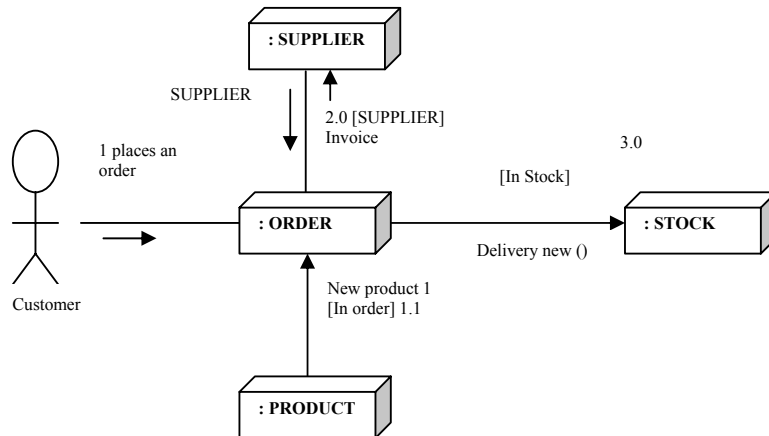 : SUPPLIER
SUPPLIER
2.0 [SUPPLIER]
Invoice
1 places an
order
3.0
[In Stock]
: ORDER
: STOCK
Delivery new ()
Customer
New product 1
[In order] 1.1
: PRODUCT